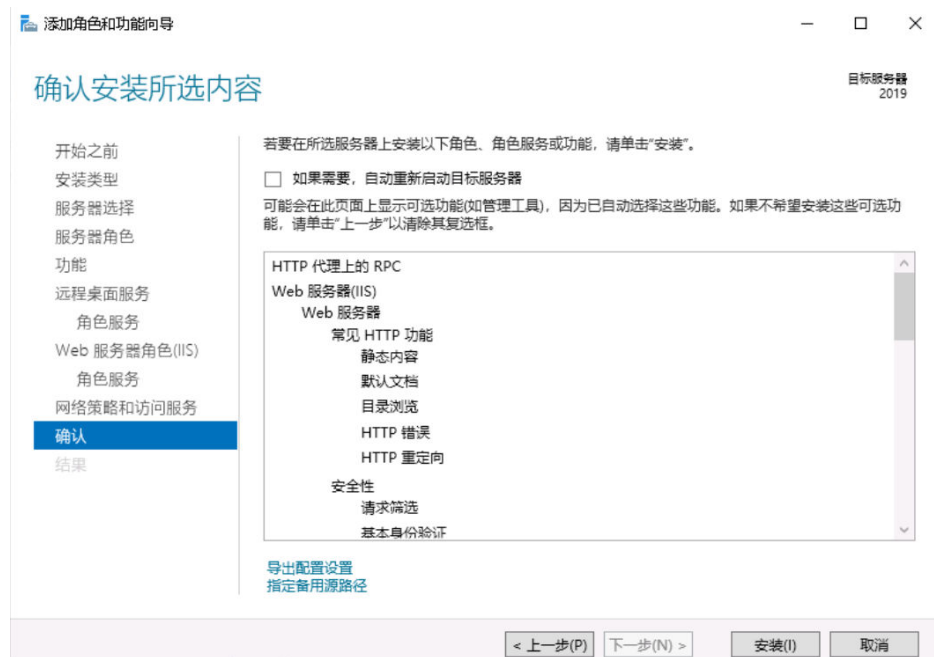 添加角色和功能向导
确认安装所选内容
目标服务器
2019
开始之前
安装类型
服务器选择
服务器角色
功能
远程桌面服务
角色服务
Web 服务器角色(IIS)
角色服务
网络策略和访问服务
确认
结果
若要在所选服务器上安装以下角色、角色服务或功能，请单击"安装"。
如果需要，自动重新启动目标服务器
可能会在此页面上显示可选功能(如管理工具)，因为已自动选择这些功能。如果不希望安装这些可选功
能，请单击"上一步"以清除其复选框。
HTTP 代理上的 RPC
Web 服务器(IIS)
Web 服务器
常见 HTTP 功能
静态内容
默认文档
目录浏览
HTTP 错误
HTTP 重定向
安全性
请求筛选
基本身份验证
导出配置设置
指定备用源路径
< 上一步(P)
下一步(N) >
安装(I)
取消